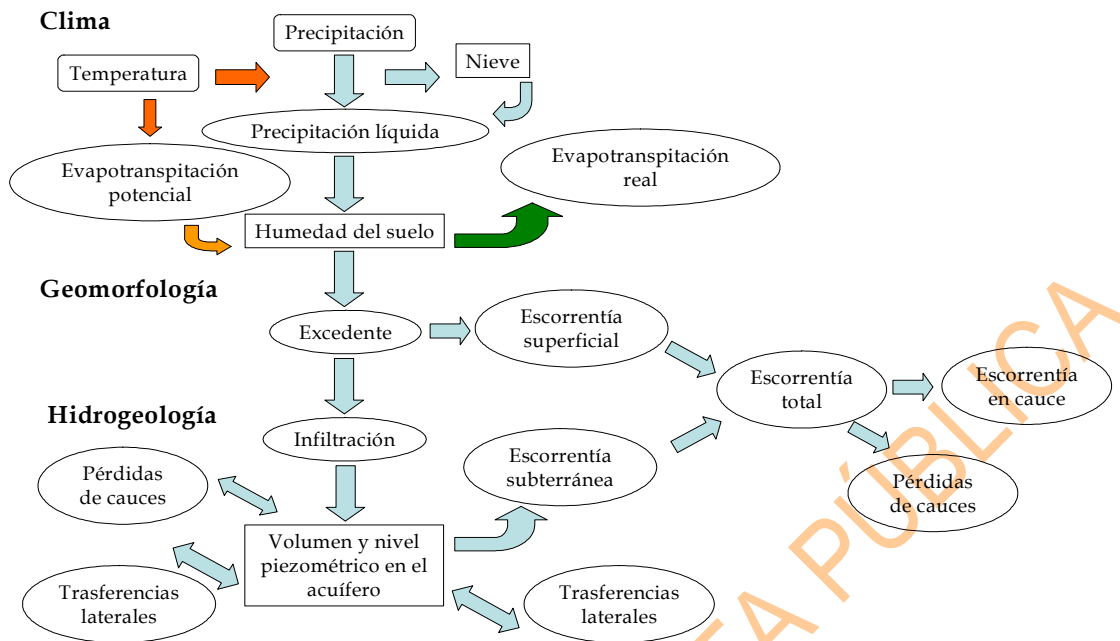 Clima
Precipitación
Temperatura
Nieve
Precipitación líquida
Evapotranspitación
potencial
Evapotranspitación
real
Humedad del suelo
Geomorfología
Excedente
Escorrentía
superficial
Escorrentía
total
Escorrentía
en cauce
Hidrogeología
Infiltración
Escorrentía
subterránea
Pérdidas
de cauces
Pérdidas
de cauces
Volumen y nivel
piezométrico en el
acuífero
Trasferencias
laterales
Trasferencias
laterales
TA PÚBLICA